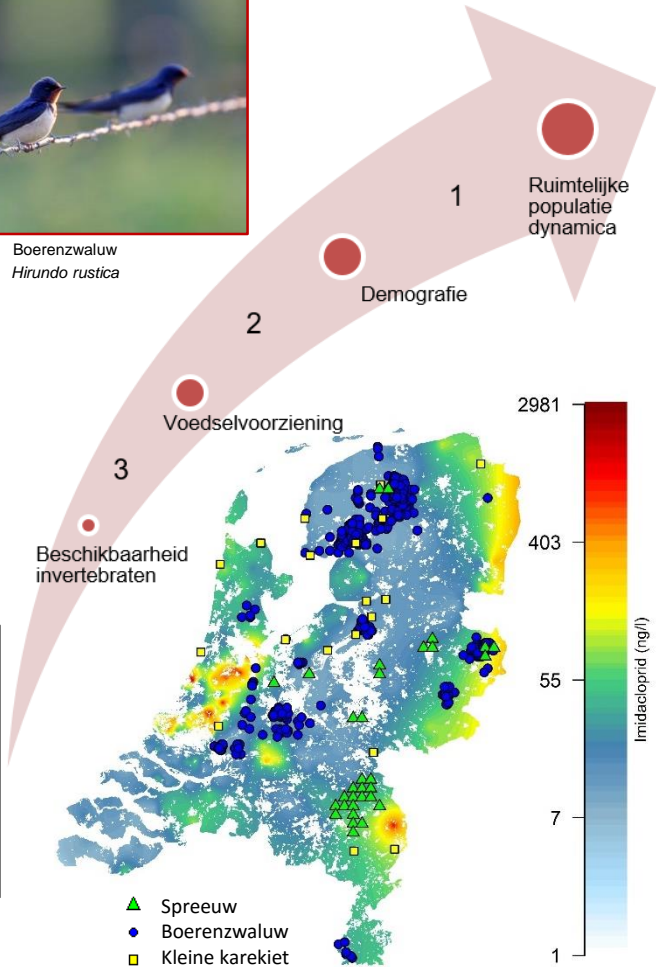 Boerenzwaluw
Hirundo rustica
1
Ruimtelijke
populatie
dynamica
Demografie
2
Voedselvoorziening
3
Beschikbaarheid
invertebraten
2981
403
55
7
1
Imidacloprid (ng/l)
Spreeuw
Boerenzwaluw
Kleine karekiet